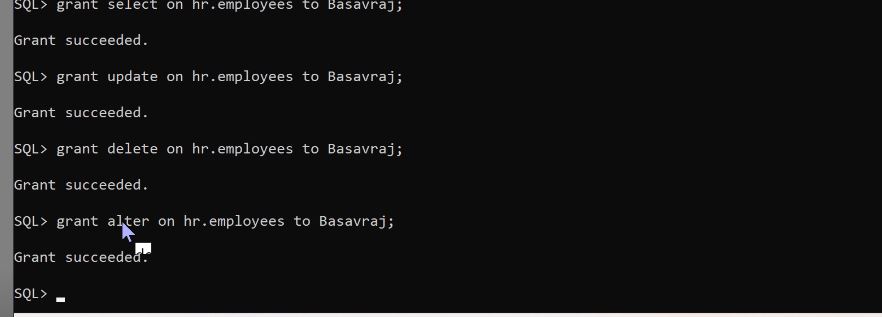 SQL> grant select on hr.employees to Basavraj;
Grant succeeded.
SQL> grant update on hr.employees to Basavraj;
Grant succeeded.
SQL> grant delete on hr.employees to Basavraj;
Grant succeeded.
SQL> grant alter on hr.employees to Basavraj;
Grant succeeded.
SQL>